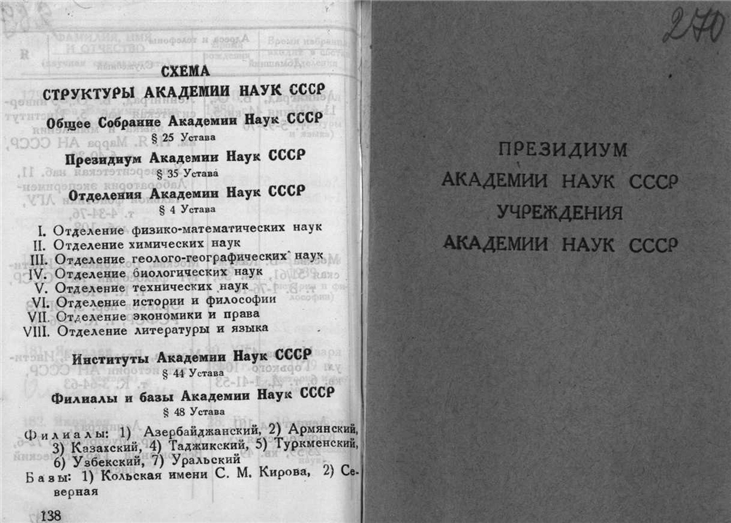 СХЕМА
СТРУКТУРЫ АКАДЕМИИ НАУК СССР
Общее Собрание Академии Наук СССР
§ 25 Устава
Президиум Академии Наук СССР
§ 35 Устава
Отделения Академии Наук СССР
§ 4 Устава
I. Отделение физико-математических наук
II. Отделение химических наук
III. Отделение геолого-географических наук
IV. Отделение биологических наук
V. Отделение технических наук
VI. Отделение истории и философии
VII. Отделение экономики и права
VIII. Отделение литературы и языка
Институты Академии Наук СССР
§ 44 Устава
Филиалы и базы Академии Наук СССР
§ 48 Устава
Филиалы: 1) Азербайджанский, 2) Армянский,
3) Казахский, 4) Таджикский, 5) Туркменский,
6) Узбекский, 7) Уральский
Базы: 1) Кольская имени С. М. Кирова, 2) Се-
верная
138
270
ПРЕЗИДИУМ
АКАДЕМИИ НАУК СССР
УЧРЕЖДЕНИЯ
АКАДЕМИИ НАУК СССР